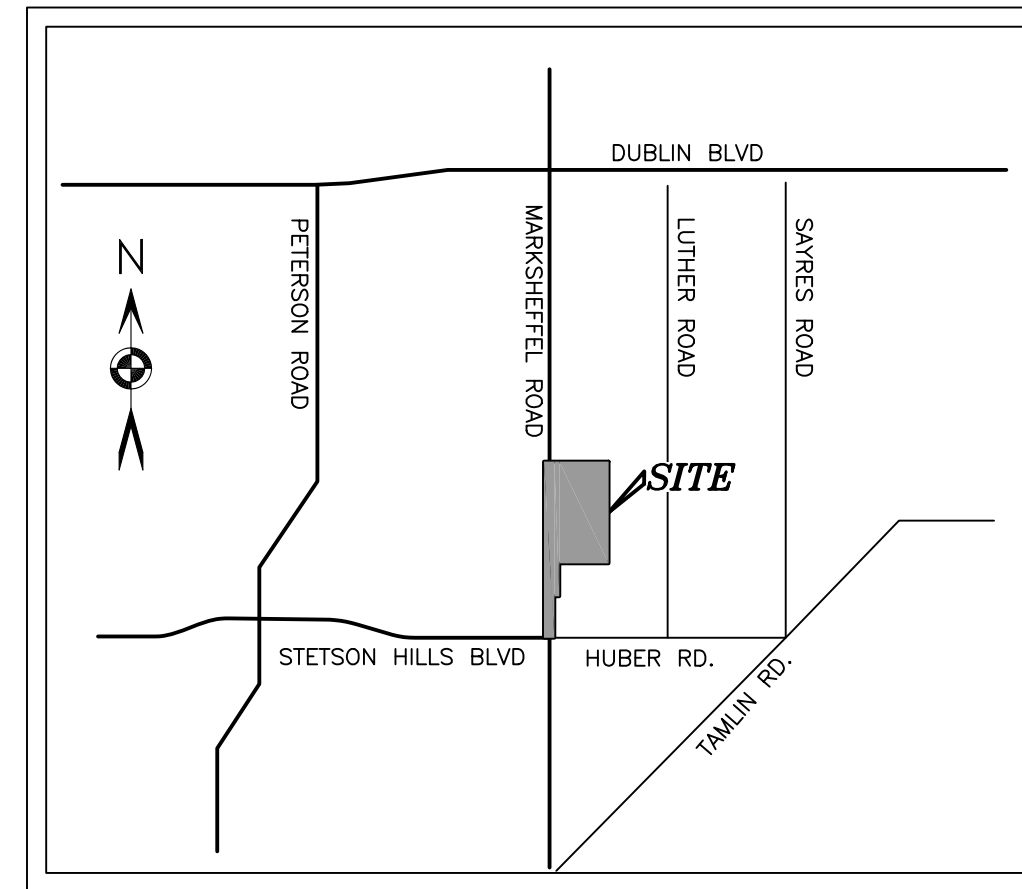 DUBLIN BLVD
N
PETERSON ROAD
MARKSHEFFEL ROAD
LUTHER ROAD
SAYRES ROAD
SITE
STETSON HILLS BLVD
HUBER RD.
TAMLIN RD.